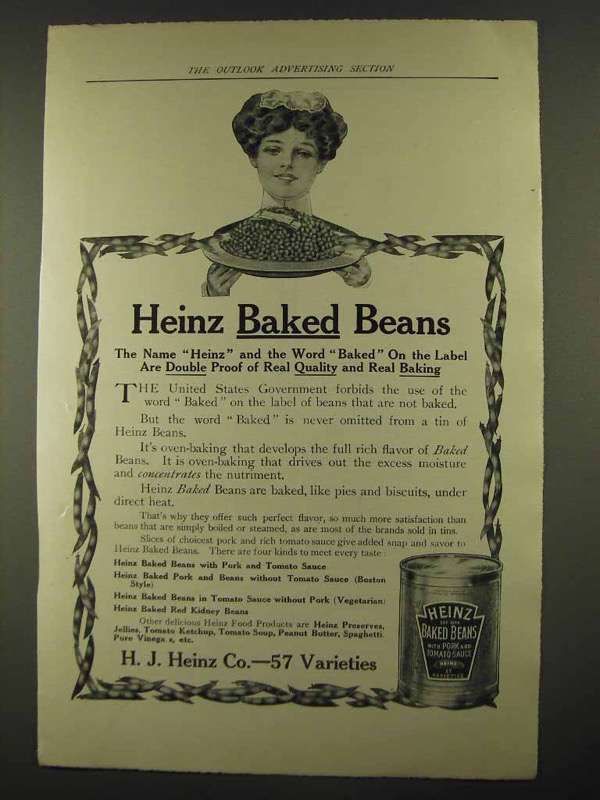 THE OUTLOOK ADVERTISING SECTION
Heinz Baked Beans
The Name "Heinz" and the Word "Baked" On the Label
Are Double Proof of Real Quality and Real Baking
THE United States Government forbids the use of the
word "Baked" on the label of beans that are not baked.
But the word "Baked" is never omitted from a tin of
Heinz Beans.
It's oven-baking that develops the full rich flavor of Baked
Beans. It is oven-baking that drives out the excess moisture
and concentrates the nutriment.
Heinz Baked Beans are baked, like pies and biscuits, under
direct heat.
That's why they offer such perfect flavor, so much more satisfaction than
beans that are simply boiled or steamed, as are most of the brands sold in tins.
Slices of choicest pork and rich tomato sauce give added snap and savor to
Heinz Baked Beans. There are four kinds to meet every taste:
Heinz Baked Beans with Pork and Tomato Sauce
Heinz Baked Pork and Beans without Tomato Sauce (Boston
Style)
Heinz Baked Beans in Tomato Sauce without Pork (Vegetarian)
Heinz Baked Red Kidney Beans
Other delicious Heinz Food Products are Heinz Preserves,
Jellies, Tomato Ketchup, Tomato Soup, Peanut Butter, Spaghetti
Pure Vinegars, etc.
H. J. Heinz Co.—57 Varieties
HEINZ
BAKED BEANS
WITH PORK AND
TOMATO SAUCE
HEINZ
57
VARIETIES